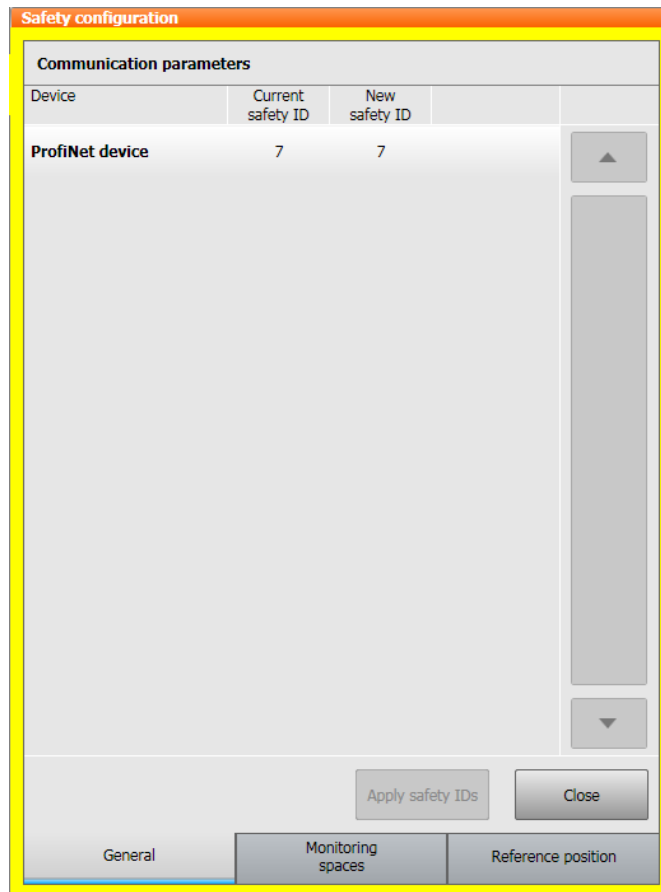 Safety configuration
Communication parameters
Device
Current
safety ID
New
safety ID
ProfiNet device 7 7
Apply safety IDs
Close
General
Monitoring
spaces
Reference position